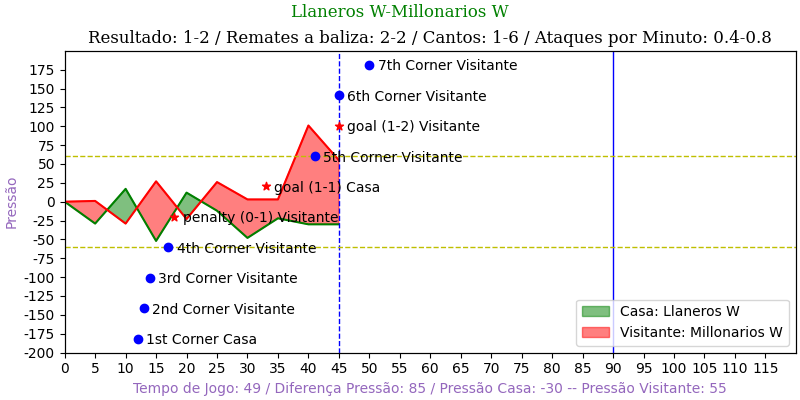 Llaneros W-Millonarios W
Resultado: 1-2 / Remates a baliza: 2-2 / Cantos: 1-6 / Ataques por Minuto: 0.4-0.8
Pressão
175
150
125
100
75
50
25
0
-25
-50
-75
-100
-125
-150
-175
-200
7th Corner Visitante
6th Corner Visitante
goal (1-2) Visitante
5th Corner Visitante
goal (1-1) Casa
penalty (0-1) Visitante
4th Corner Visitante
3rd Corner Visitante
2nd Corner Visitante
1st Corner Casa
Casa: Llaneros W
Visitante: Millonarios W
0 5 10 15 20 25 30 35 40 45 50 55 60 65 70 75 80 85 90 95 100 105 110 115
Tempo de Jogo: 49 / Diferença Pressão: 85 / Pressão Casa: -30 -- Pressão Visitante: 55